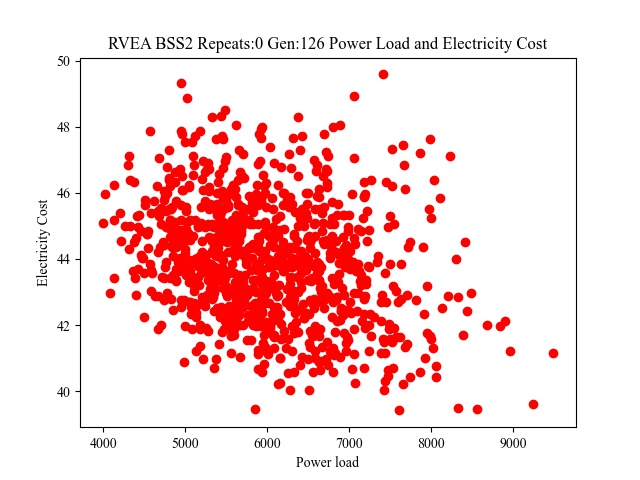 RVEA BSS2 Repeats:0 Gen:126 Power Load and Electricity Cost
50
48
46
44
42
40
Electricity Cost
4000 5000 6000 7000 8000 9000
Power load